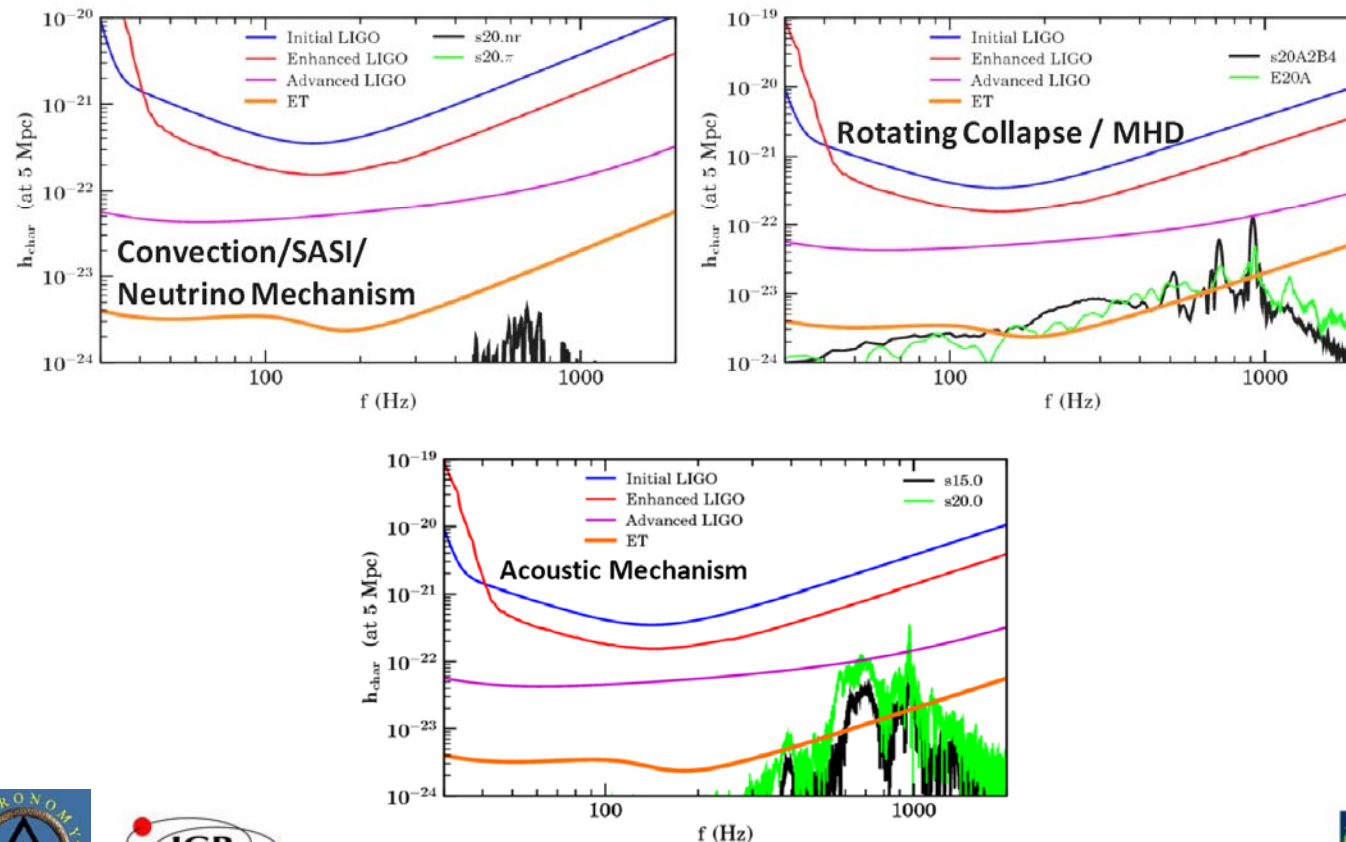 10⁻²⁰
10⁻²¹
10⁻²²
10⁻²³
10⁻²⁴
h_char (at 5 Mpc)
Initial LIGO
Enhanced LIGO
Advanced LIGO
ET
s20.nr
s20.π
Convection/SASI/
Neutrino Mechanism
100
1000
f (Hz)
10⁻¹⁹
10⁻²⁰
10⁻²¹
10⁻²²
10⁻²³
10⁻²⁴
h_char (at 5 Mpc)
Initial LIGO
Enhanced LIGO
Advanced LIGO
ET
s20A2B4
E20A
Rotating Collapse / MHD
100
1000
f (Hz)
10⁻¹⁹
10⁻²⁰
10⁻²¹
10⁻²²
10⁻²³
10⁻²⁴
h_char (at 5 Mpc)
Initial LIGO
Enhanced LIGO
Advanced LIGO
ET
s15.0
s20.0
Acoustic Mechanism
100
1000
f (Hz)